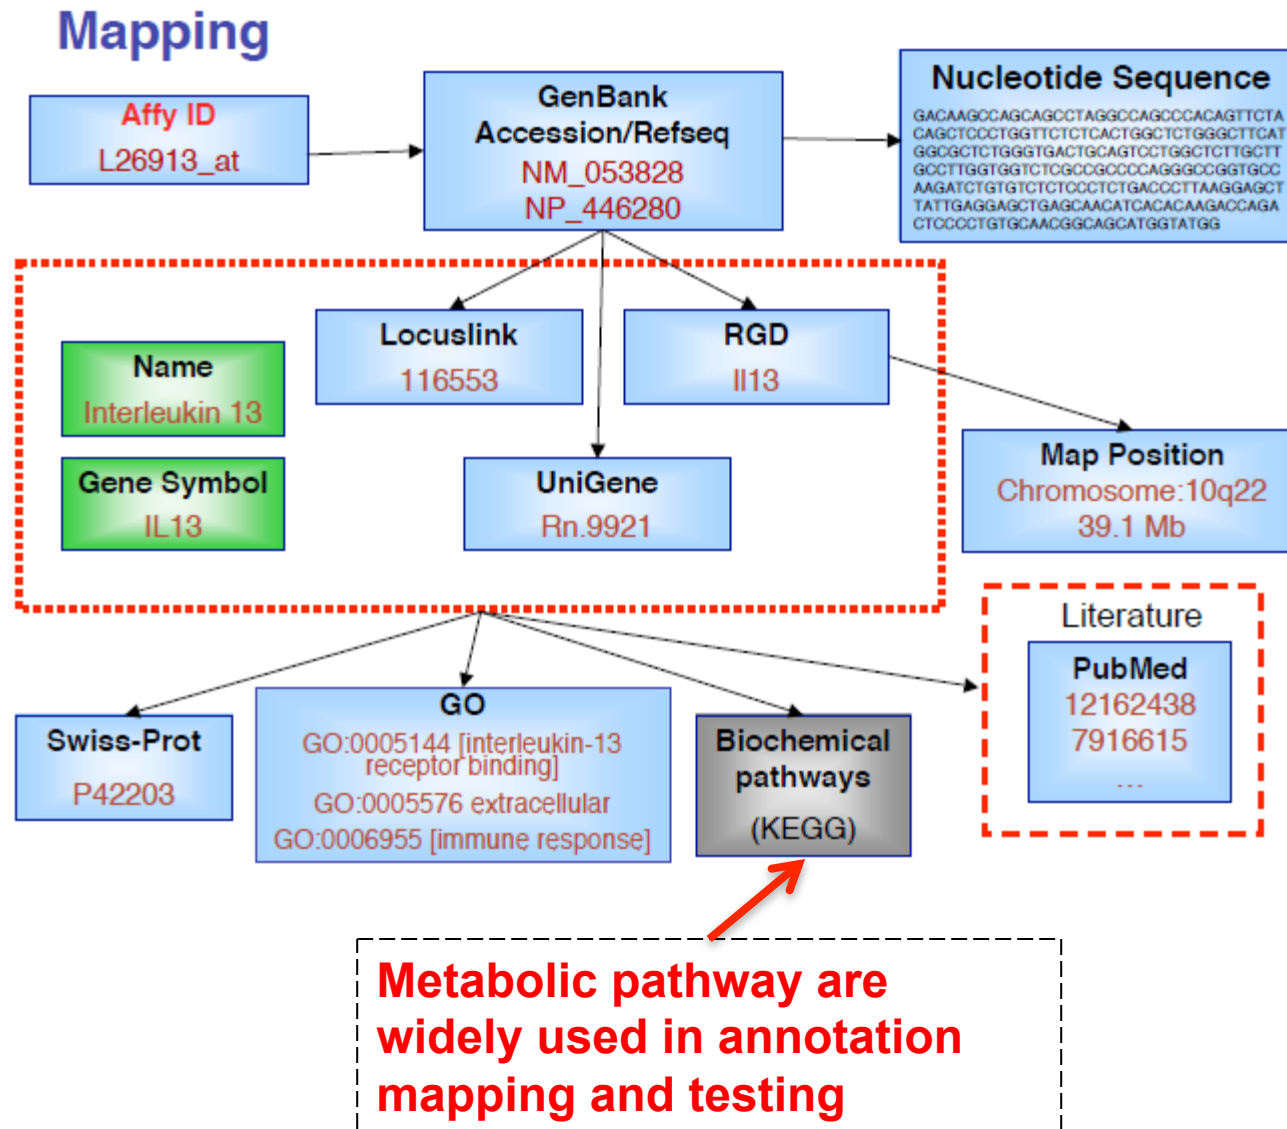 Mapping
Affy ID
L26913_at
GenBank
Accession/Refseq
NM_053828
NP_446280
Nucleotide Sequence
GACAAGCCAGCAGCCTAGGCCAGCCCACAGTTCTA
CAGCTCCCTGGTTCTCTCACTGGCTCTGGGCTTCAT
GGCGCTCTGGGTGACTGCAGTCCTGGCTCTTGCTT
GCCTTGGTGGTCTCGCCGCCCCAGGGCCGGTGCC
AAGATCTGTGTCTCTCCCTCTGACCCTTAAGGAGCT
TATTGAGGAGCTGAGCAACATCACACAAGACCAGA
CTCCCCTGTGCAACGGCAGCATGGTATGG
Locuslink
116553
RGD
Il13
Name
Interleukin 13
Gene Symbol
IL13
UniGene
Rn.9921
Map Position
Chromosome:10q22
39.1 Mb
Literature
PubMed
12162438
7916615
...
Swiss-Prot
P42203
GO
GO:0005144 [interleukin-13
receptor binding]
GO:0005576 extracellular
GO:0006955 [immune response]
Biochemical
pathways
(KEGG)
Metabolic pathway are
widely used in annotation
mapping and testing